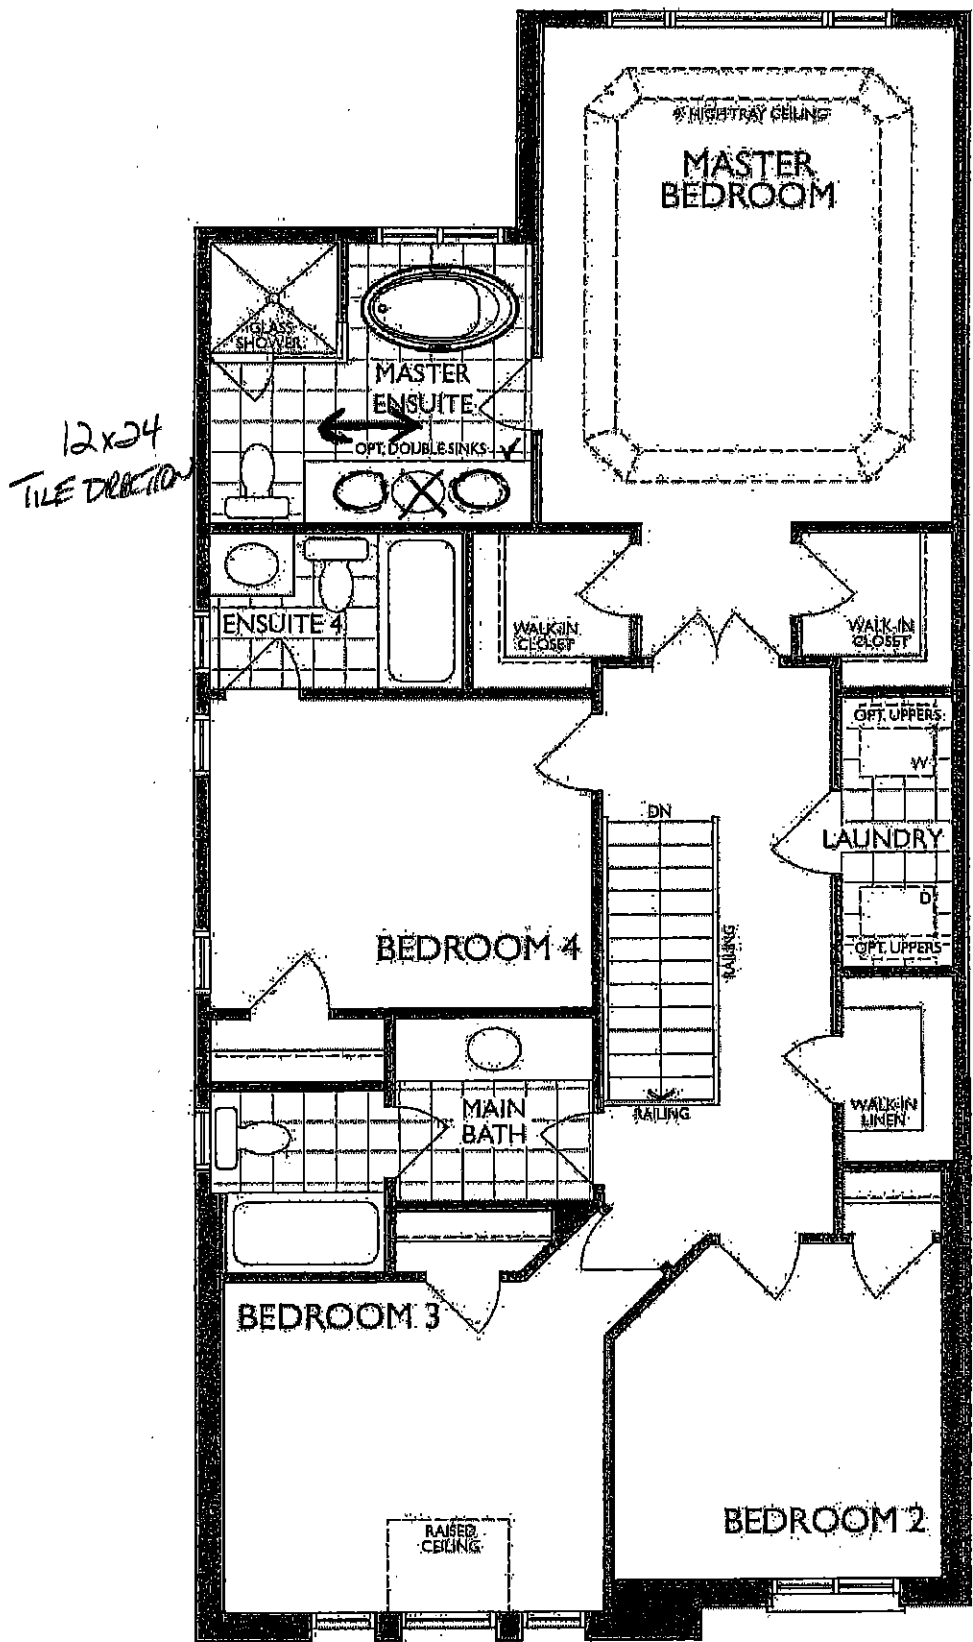 9' HIGH TRAY CEILING
MASTER
BEDROOM
GLASS
SHOWER
MASTER
ENSUITE
OPT. DOUBLE SINKS ✓
12x24
TILE DIRECTION
ENSUITE 4
WALK-IN
CLOSET
WALK-IN
CLOSET
OPT. UPPERS
W
LAUNDRY
D
OPT. UPPERS
DN
RAILING
BEDROOM 4
RAILING
MAIN
BATH
WALK-IN
LINEN
BEDROOM 3
RAISED
CEILING
BEDROOM 2